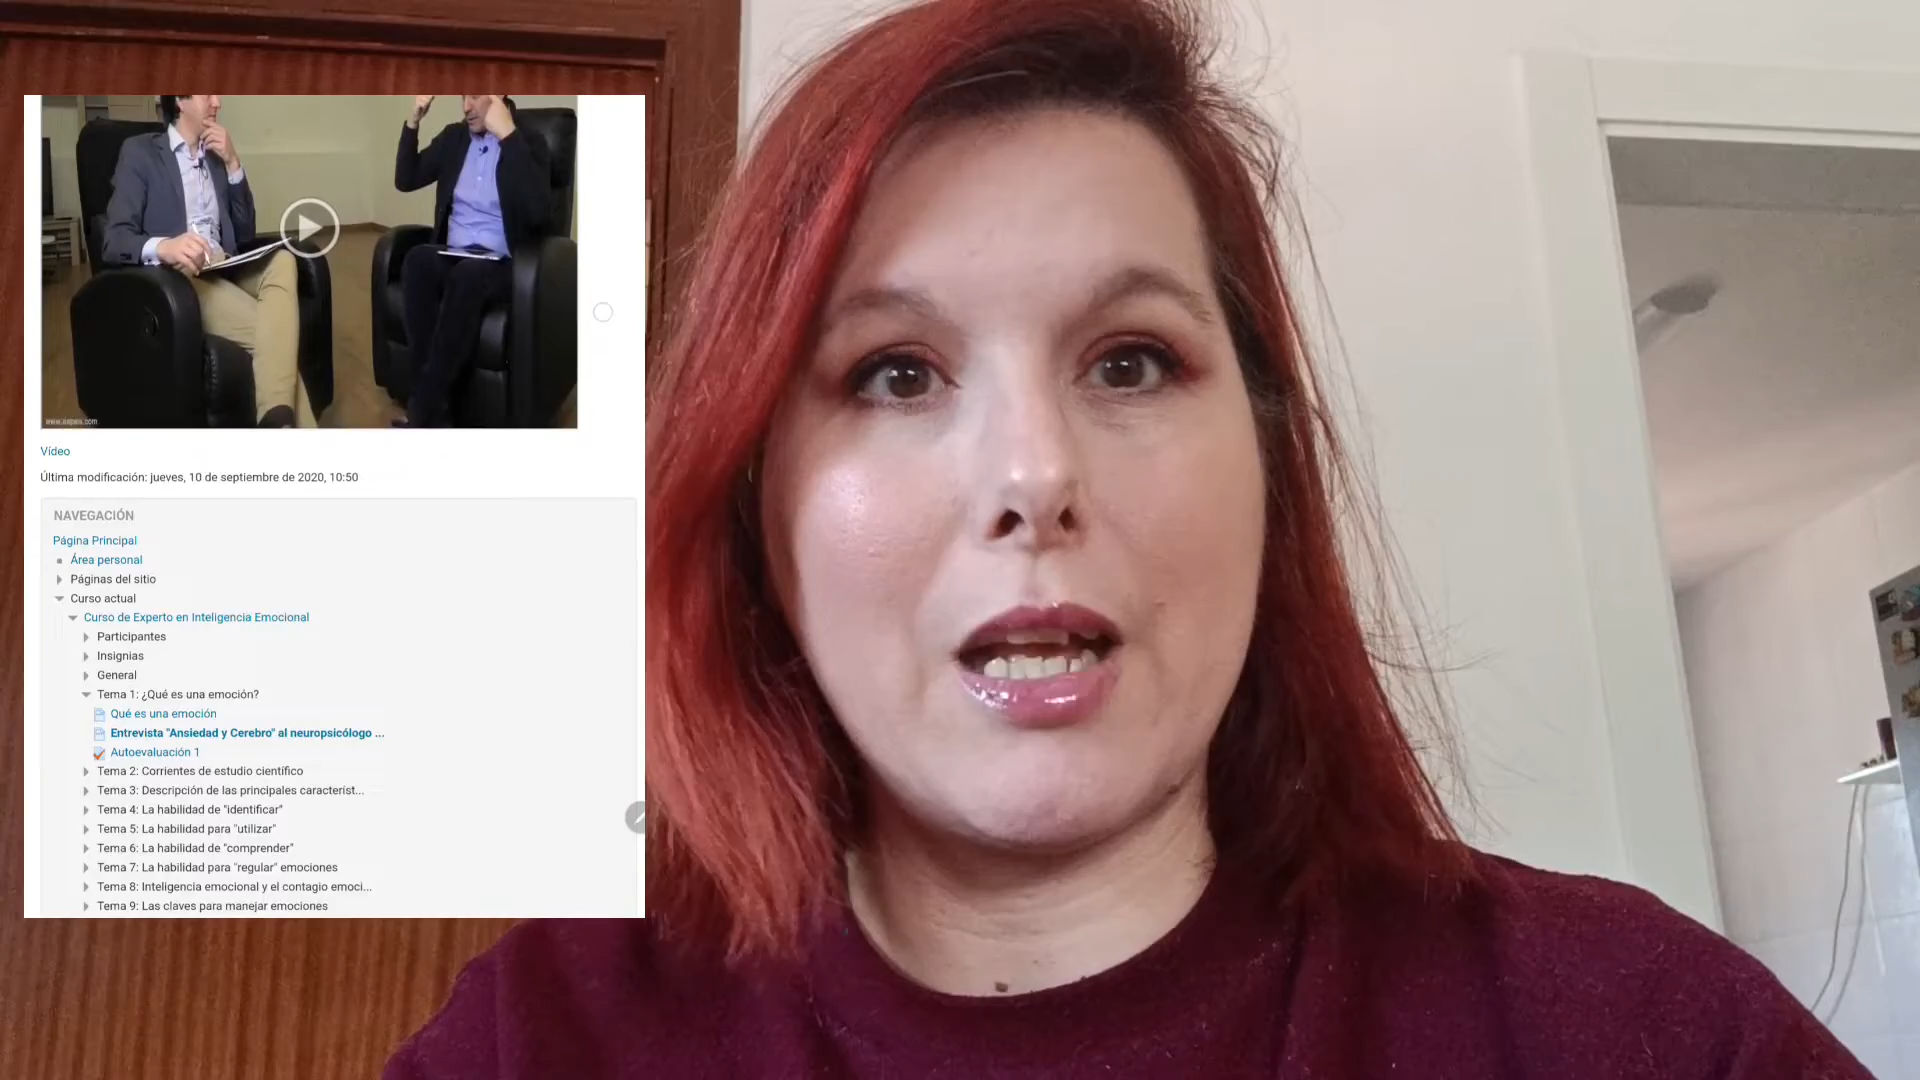 www.aepsis.com
Vídeo
Última modificación: jueves, 10 de septiembre de 2020, 10:50
NAVEGACIÓN
Página Principal
Área personal
Páginas del sitio
Curso actual
Curso de Experto en Inteligencia Emocional
Participantes
Insignias
General
Tema 1: ¿Qué es una emoción?
Qué es una emoción
Entrevista "Ansiedad y Cerebro" al neuropsicólogo ...
Autoevaluación 1
Tema 2: Corrientes de estudio científico
Tema 3: Descripción de las principales característ...
Tema 4: La habilidad de "identificar"
Tema 5: La habilidad para "utilizar"
Tema 6: La habilidad de "comprender"
Tema 7: La habilidad para "regular" emociones
Tema 8: Inteligencia emocional y el contagio emoci...
Tema 9: Las claves para manejar emociones